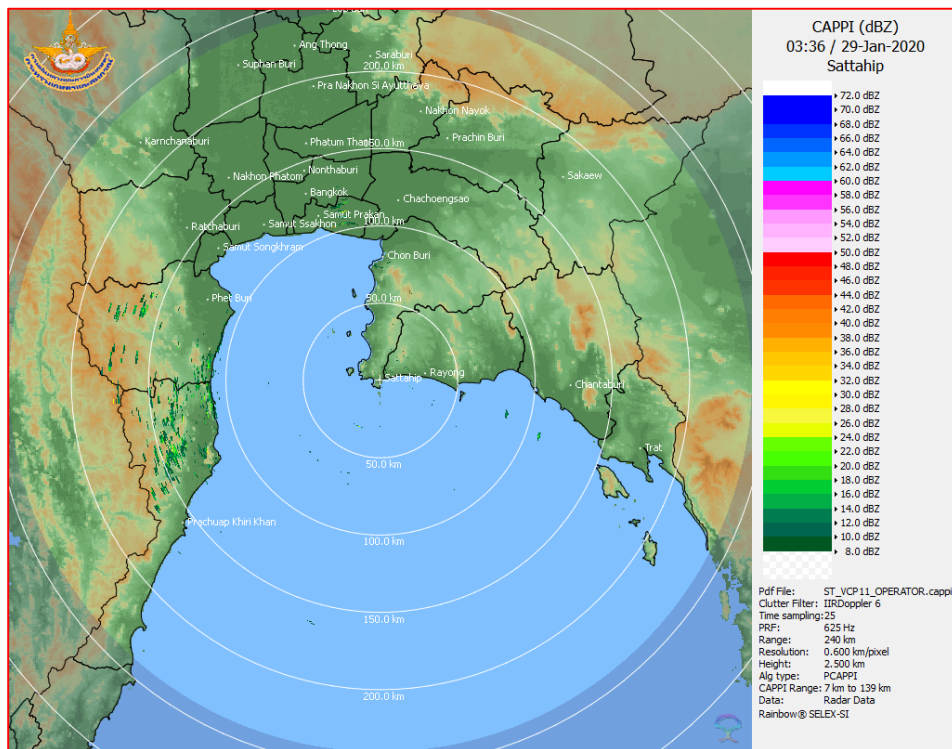 CAPPI (dBZ)
03:36 / 29-Jan-2020
Sattahip
72.0 dBZ
70.0 dBZ
68.0 dBZ
66.0 dBZ
64.0 dBZ
62.0 dBZ
60.0 dBZ
58.0 dBZ
56.0 dBZ
54.0 dBZ
52.0 dBZ
50.0 dBZ
48.0 dBZ
46.0 dBZ
44.0 dBZ
42.0 dBZ
40.0 dBZ
38.0 dBZ
36.0 dBZ
34.0 dBZ
32.0 dBZ
30.0 dBZ
28.0 dBZ
26.0 dBZ
24.0 dBZ
22.0 dBZ
20.0 dBZ
18.0 dBZ
16.0 dBZ
14.0 dBZ
12.0 dBZ
10.0 dBZ
8.0 dBZ
Pdf File: ST_VCP11_OPERATOR.cappi
Clutter Filter: IIRDoppler 6
Time sampling:25
PRF: 625 Hz
Range: 240 km
Resolution: 0.600 km/pixel
Height: 2.500 km
Alg type: PCAPPI
CAPPI Range: 7 km to 139 km
Data: Radar Data
Rainbow® SELEX-SI
Ang Thong
Saraburi
Suphan Buri
200.0 km
Pra Nakhon Si Ayutthaya
Nakhon Nayok
Karnchanaburi
Phatum Thani
Prachin Buri
Nonthaburi
Nakhon Phatom
Sakaew
Bangkok
Chachoengsao
Samut Prakan
100.0 km
Ratchaburi
Samut Ssakhon
Samut Songkhram
Chon Buri
Phet Buri
50.0 km
Rayong
Sattahip
Chantaburi
Trat
50.0 km
Prachuap Khiri Khan
100.0 km
150.0 km
200.0 km